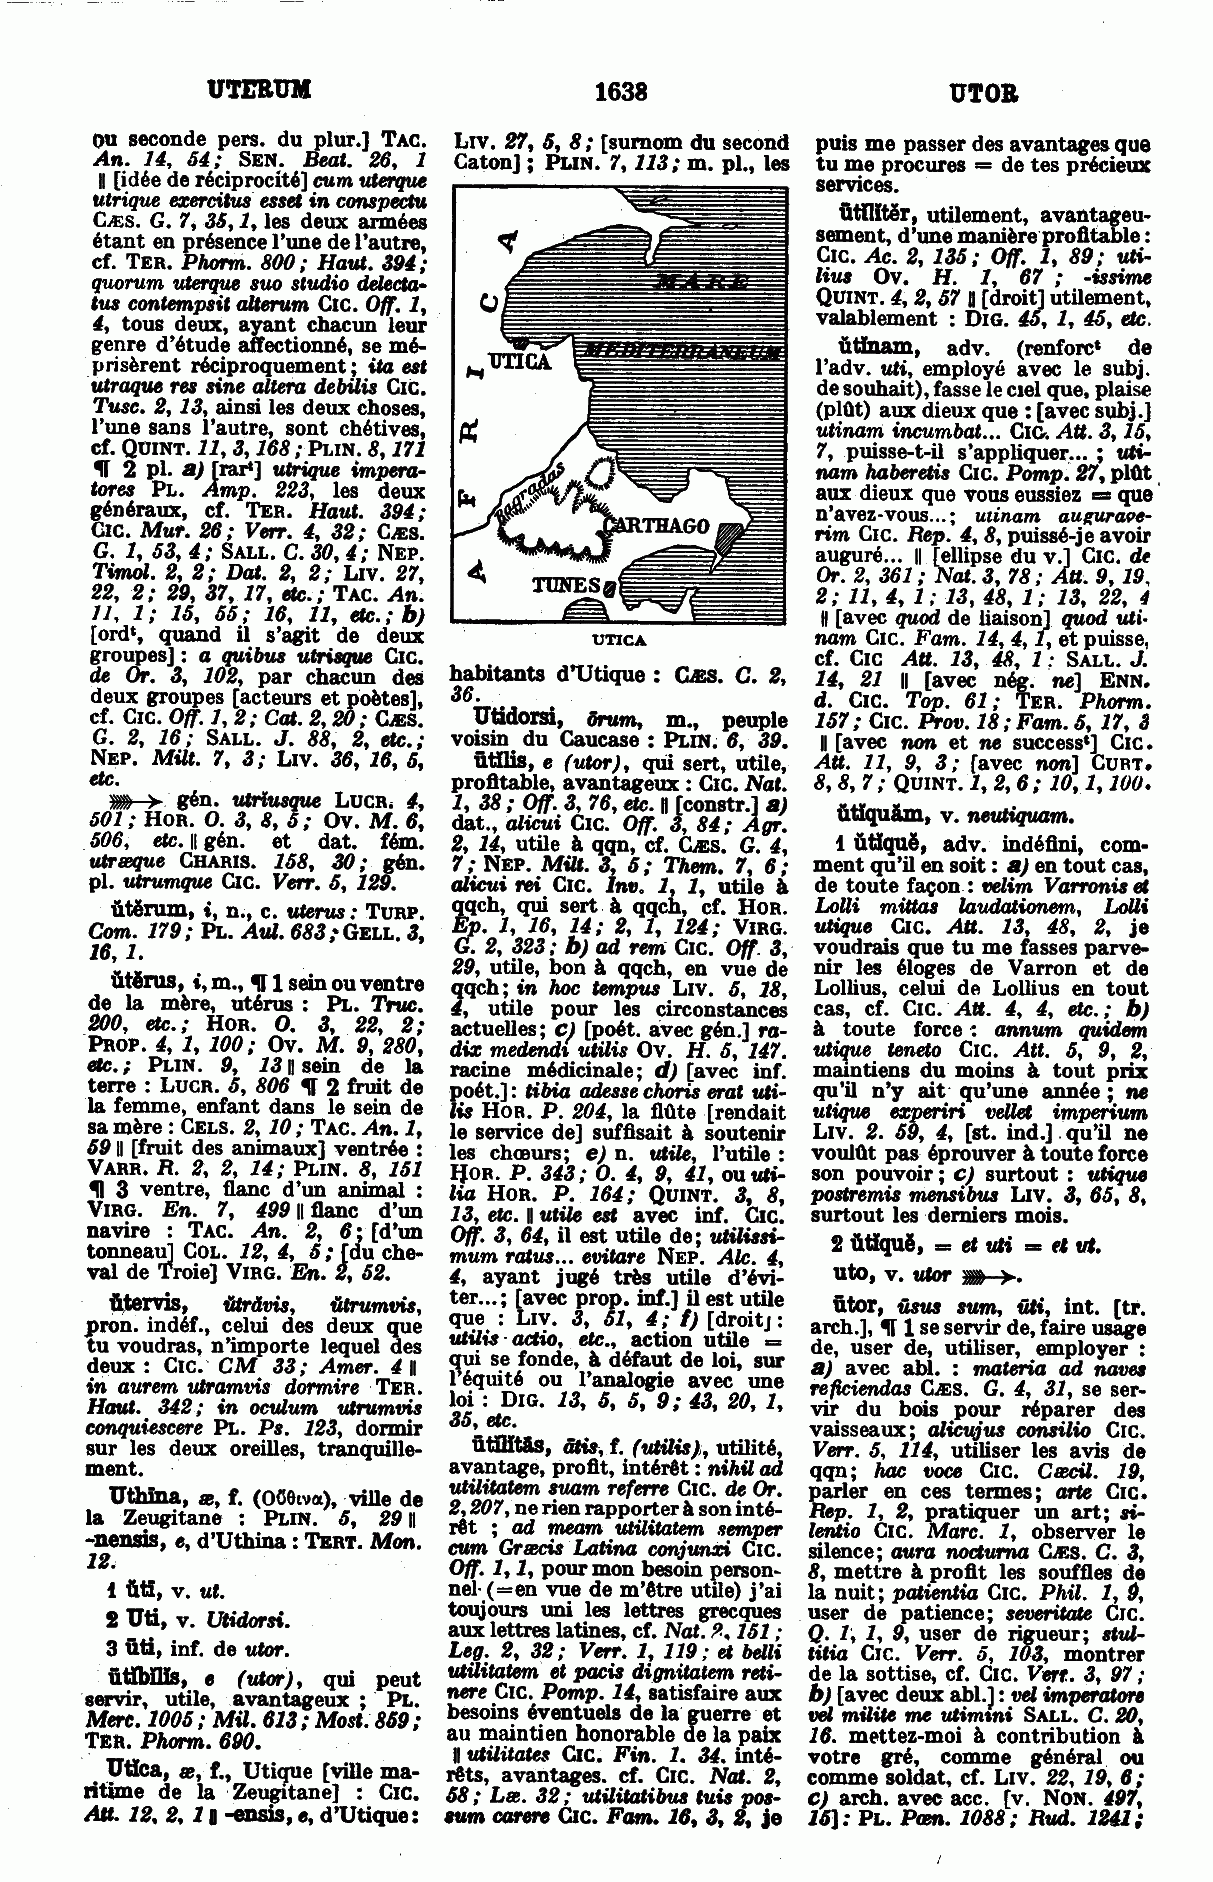 UTERUM
1638
UTOR
ou seconde pers. du plur.] TAC.
An. 14, 54; SEN. Beat. 26, 1
‖ [idée de réciprocité] cum uterque
utrique exercitus esset in conspectu
CÆS. G. 7, 35, 1, les deux armées
étant en présence l'une de l'autre,
cf. TER. Phorm. 800; Haut. 394;
quorum uterque suo studio delecta-
tus contempsit alterum CIC. Off. 1,
4, tous deux, ayant chacun leur
genre d'étude affectionné, se mé-
prisèrent réciproquement; ita est
utraque res sine altera debilis CIC.
Tusc. 2, 13, ainsi les deux choses,
l'une sans l'autre, sont chétives,
cf. QUINT. 11, 3, 168; PLIN. 8, 171
¶ 2 pl. a) [rarᵗ] utrique impera-
tores PL. Amp. 223, les deux
généraux, cf. TER. Haut. 394;
CIC. Mur. 26; Verr. 4, 32; CÆS.
G. 1, 53, 4; SALL. C. 30, 4; NEP.
Timol. 2, 2; Dat. 2, 2; LIV. 27,
22, 2; 29, 37, 17, etc.; TAC. An.
11, 1; 15, 55; 16, 11, etc.; b)
[ordᵗ, quand il s'agit de deux
groupes] : a quibus utrisque CIC.
de Or. 3, 102, par chacun des
deux groupes [acteurs et poètes],
cf. CIC. Off. 1, 2; Cat. 2, 20; CÆS.
G. 2, 16; SALL. J. 88, 2, etc.;
NEP. Milt. 7, 3; LIV. 36, 16, 5,
etc.
⟫→ gén. utrĭusque LUCR. 4,
501; HOR. O. 3, 8, 5; OV. M. 6,
506, etc. ‖ gén. et dat. fém.
utræque CHARIS. 158, 30; gén.
pl. utrumque CIC. Verr. 5, 129.
ŭtĕrum, i, n., c. uterus : TURP.
Com. 179; PL. Aul. 683; GELL. 3,
16, 1.
ŭtĕrus, i, m., ¶ 1 sein ou ventre
de la mère, utérus : PL. Truc.
200, etc.; HOR. O. 3, 22, 2;
PROP. 4, 1, 100; OV. M. 9, 280,
etc.; PLIN. 9, 13 ‖ sein de la
terre : LUCR. 5, 806 ¶ 2 fruit de
la femme, enfant dans le sein de
sa mère : CELS. 2, 10; TAC. An. 1,
59 ‖ [fruit des animaux] ventrée :
VARR. R. 2, 2, 14; PLIN. 8, 151
¶ 3 ventre, flanc d'un animal :
VIRG. En. 7, 499 ‖ flanc d'un
navire : TAC. An. 2, 6; [d'un
tonneau] COL. 12, 4, 5; [du che-
val de Troie] VIRG. En. 2, 52.
ŭtervis, ŭtrăvis, ŭtrumvis,
pron. indéf., celui des deux que
tu voudras, n'importe lequel des
deux : CIC. CM 33; Amer. 4 ‖
in aurem utramvis dormire TER.
Haut. 342; in oculum utrumvis
conquiescere PL. Ps. 123, dormir
sur les deux oreilles, tranquille-
ment.
Uthina, æ, f. (Οὔθινα), ville de
la Zeugitane : PLIN. 5, 29 ‖
-nensis, e, d'Uthina : TERT. Mon.
12.
1 ŭtĭ, v. ut.
2 Uti, v. Utidorsi.
3 ūti, inf. de utor.
ūtĭbĭlis, e (utor), qui peut
servir, utile, avantageux ; PL.
Merc. 1005; Mil. 613; Most. 859;
TER. Phorm. 690.
Utĭca, æ, f., Utique [ville ma-
ritime de la Zeugitane] : CIC.
Att. 12, 2, 1 ‖ -ensis, e, d'Utique :
LIV. 27, 5, 8; [surnom du second
Caton]; PLIN. 7, 113; m. pl., les
AFRICA
MARE
MEDITERRANEUM
UTICA
Bagradas
CARTHAGO
TUNES
UTICA
habitants d'Utique : CÆS. C. 2,
36.
Utidorsi, ōrum, m., peuple
voisin du Caucase : PLIN. 6, 39.
ūtĭlis, e (utor), qui sert, utile,
profitable, avantageux : CIC. Nat.
1, 38; Off. 3, 76, etc. ‖ [constr.] a)
dat., alicui CIC. Off. 3, 84; Agr.
2, 14, utile à qqn, cf. CÆS. G. 4,
7; NEP. Milt. 3, 5; Them. 7, 6;
alicui rei CIC. Inv. 1, 1, utile à
qqch, qui sert à qqch, cf. HOR.
Ep. 1, 16, 14; 2, 1, 124; VIRG.
G. 2, 323; b) ad rem CIC. Off. 3,
29, utile, bon à qqch, en vue de
qqch; in hoc tempus LIV. 5, 18,
4, utile pour les circonstances
actuelles; c) [poét. avec gén.] ra-
dix medendi utilis OV. H. 5, 147.
racine médicinale; d) [avec inf.
poét.] : tibia adesse choris erat uti-
lis HOR. P. 204, la flûte [rendait
le service de] suffisait à soutenir
les chœurs; e) n. utile, l'utile :
HOR. P. 343; O. 4, 9, 41, ou uti-
lia HOR. P. 164; QUINT. 3, 8,
13, etc. ‖ utile est avec inf. CIC.
Off. 3, 64, il est utile de; utilissi-
mum ratus... evitare NEP. Alc. 4,
4, ayant jugé très utile d'évi-
ter...; [avec prop. inf.] il est utile
que : LIV. 3, 51, 4; f) [droit] :
utilis actio, etc., action utile =
qui se fonde, à défaut de loi, sur
l'équité ou l'analogie avec une
loi : DIG. 13, 5, 5, 9; 43, 20, 1,
35, etc.
ūtĭlĭtās, ātis, f. (utilis), utilité,
avantage, profit, intérêt : nihil ad
utilitatem suam referre CIC. de Or.
2, 207, ne rien rapporter à son inté-
rêt ; ad meam utilitatem semper
cum Græcis Latina conjunxi CIC.
Off. 1, 1, pour mon besoin person-
nel (=en vue de m'être utile) j'ai
toujours uni les lettres grecques
aux lettres latines, cf. Nat. 2, 151;
Leg. 2, 32; Verr. 1, 119; et belli
utilitatem et pacis dignitatem reti-
nere CIC. Pomp. 14, satisfaire aux
besoins éventuels de la guerre et
au maintien honorable de la paix
‖ utilitates CIC. Fin. 1. 34. inté-
rêts, avantages. cf. CIC. Nat. 2,
58; Læ. 32; utilitatibus tuis pos-
sum carere CIC. Fam. 16, 3, 2, je
puis me passer des avantages que
tu me procures = de tes précieux
services.
ūtĭlĭtĕr, utilement, avantageu-
sement, d'une manière profitable :
CIC. Ac. 2, 135; Off. 1, 89; uti-
lius OV. H. 1, 67 ; -issime
QUINT. 4, 2, 57 ‖ [droit] utilement,
valablement : DIG. 45, 1, 45, etc.
ŭtĭnam, adv. (renforcᵗ de
l'adv. uti, employé avec le subj.
de souhait), fasse le ciel que, plaise
(plût) aux dieux que : [avec subj.]
utinam incumbat... CIC. Att. 3, 15,
7, puisse-t-il s'appliquer... ; uti-
nam haberetis CIC. Pomp. 27, plût
aux dieux que vous eussiez = que
n'avez-vous...; utinam augurave-
rim CIC. Rep. 4, 8, puissé-je avoir
auguré... ‖ [ellipse du v.] CIC. de
Or. 2, 361; Nat. 3, 78; Att. 9, 19,
2; 11, 4, 1; 13, 48, 1; 13, 22, 4
‖ [avec quod de liaison] quod uti-
nam CIC. Fam. 14, 4, 1, et puisse,
cf. CIC Att. 13, 48, 1; SALL. J.
14, 21 ‖ [avec nég. ne] ENN.
d. CIC. Top. 61; TER. Phorm.
157; CIC. Prov. 18; Fam. 5, 17, 3
‖ [avec non et ne successᵗ] CIC.
Att. 11, 9, 3; [avec non] CURT.
8, 8, 7; QUINT. 1, 2, 6; 10, 1, 100.
ŭtĭquăm, v. neutiquam.
1 ŭtĭquĕ, adv. indéfini, com-
ment qu'il en soit : a) en tout cas,
de toute façon : velim Varronis et
Lolli mittas laudationem, Lolli
utique CIC. Att. 13, 48, 2, je
voudrais que tu me fasses parve-
nir les éloges de Varron et de
Lollius, celui de Lollius en tout
cas, cf. CIC. Att. 4, 4, etc.; b)
à toute force : annum quidem
utique teneto CIC. Att. 5, 9, 2,
maintiens du moins à tout prix
qu'il n'y ait qu'une année; ne
utique experiri vellet imperium
LIV. 2. 59, 4, [st. ind.] qu'il ne
voulût pas éprouver à toute force
son pouvoir; c) surtout : utique
postremis mensibus LIV. 3, 65, 8,
surtout les derniers mois.
2 ŭtĭquĕ, = et uti = et ut.
uto, v. utor ⟫→.
ūtor, ūsus sum, ūti, int. [tr.
arch.], ¶ 1 se servir de, faire usage
de, user de, utiliser, employer :
a) avec abl. : materia ad naves
reficiendas CÆS. G. 4, 31, se ser-
vir du bois pour réparer des
vaisseaux; alicujus consilio CIC.
Verr. 5, 114, utiliser les avis de
qqn; hac voce CIC. Cæcil. 19,
parler en ces termes; arte CIC.
Rep. 1, 2, pratiquer un art; si-
lentio CIC. Marc. 1, observer le
silence; aura nocturna CÆS. C. 3,
8, mettre à profit les souffles de
la nuit; patientia CIC. Phil. 1, 9,
user de patience; severitate CIC.
Q. 1, 1, 9, user de rigueur; stul-
titia CIC. Verr. 5, 103, montrer
de la sottise, cf. CIC. Verr. 3, 97;
b) [avec deux abl.] : vel imperatore
vel milite me utimini SALL. C. 20,
16. mettez-moi à contribution à
votre gré, comme général ou
comme soldat, cf. LIV. 22, 19, 6;
c) arch. avec acc. [v. NON. 497,
15] : PL. Pœn. 1088; Rud. 1241;